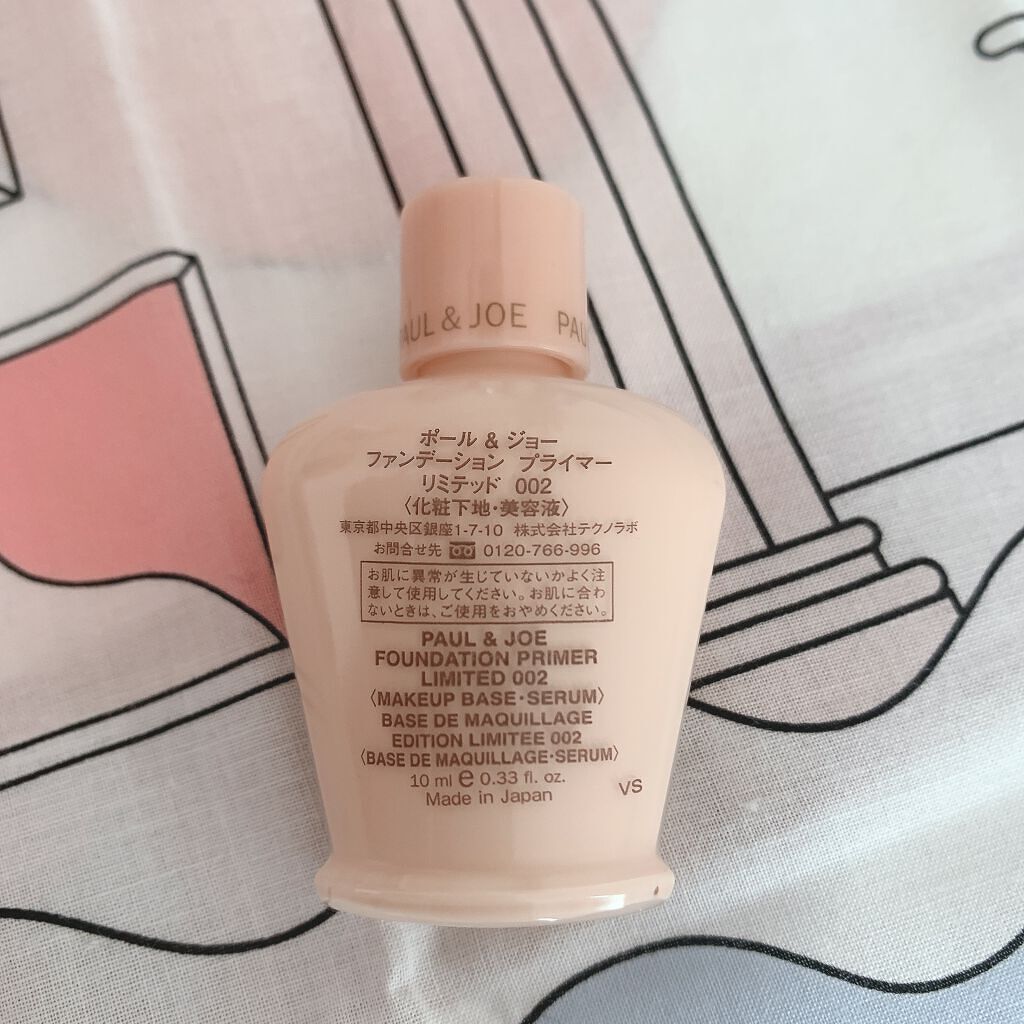 PAUL & JOE PAU
ポール & ジョー
ファンデーション プライマー
リミテッド 002
〈化粧下地・美容液〉
東京都中央区銀座1-7-10 株式会社テクノラボ
お問合せ先 0120-766-996
お肌に異常が生じていないかよく注
意して使用してください。お肌に合わ
ないときは、ご使用をおやめください。
PAUL & JOE
FOUNDATION PRIMER
LIMITED 002
〈MAKEUP BASE・SERUM〉
BASE DE MAQUILLAGE
EDITION LIMITEE 002
〈BASE DE MAQUILLAGE・SERUM〉
10 ml e 0.33 fl. oz.
Made in Japan
VS